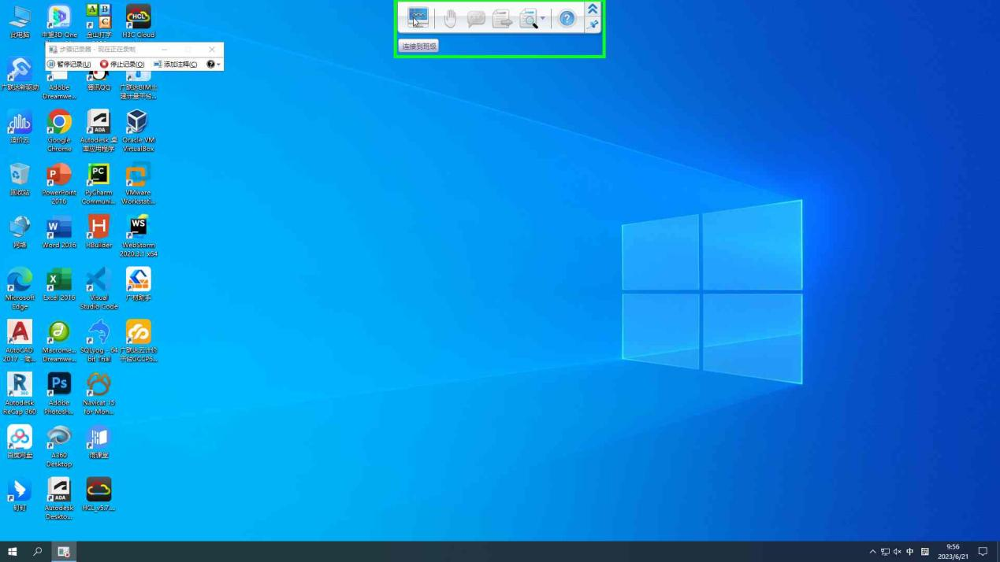 连接到班级
步骤记录器 - 现在正在录制
暂停记录(U)
停止记录(O)
添加注释(C)
此电脑
中望3D One
金山打字
H3C Cloud
广联达新驱动
Adobe
Dreamwe...
腾讯QQ
广联达BIM土
建计量平台...
造价云
Google
Chrome
Autodesk 桌
面应用程序
Oracle VM
VirtualBox
回收站
PowerPoint
2016
PyCharm
Communi...
VMware
Workstati...
网络
Word 2016
HBuilder
WebStorm
2020.3.1 x64
Microsoft
Edge
Excel 2016
Visual
Studio Code
广材助手
AutoCAD
2017 - 简...
Macrome...
Dreamwe...
SQLyog - 64
bit Trial
广联达云计价
平台GCCP6...
Autodesk
ReCap 360
Adobe
Photosh...
Navicat 15
for Mon...
百度网盘
A360
Desktop
雨课堂
钉钉
Autodesk
Deskto...
HCL_v5.7....
中
9:56
2023/6/21